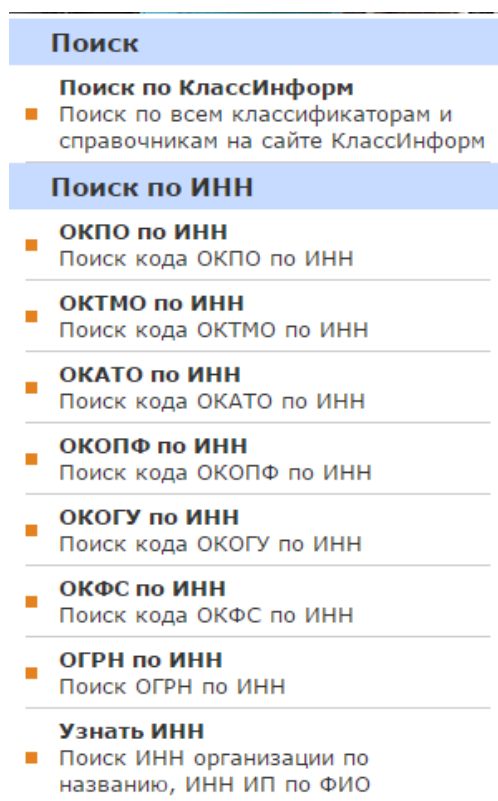 Поиск
Поиск по КлассИнформ
Поиск по всем классификаторам и
справочникам на сайте КлассИнформ
Поиск по ИНН
ОКПО по ИНН
Поиск кода ОКПО по ИНН
ОКТМО по ИНН
Поиск кода ОКТМО по ИНН
ОКАТО по ИНН
Поиск кода ОКАТО по ИНН
ОКОПФ по ИНН
Поиск кода ОКОПФ по ИНН
ОКОГУ по ИНН
Поиск кода ОКОГУ по ИНН
ОКФС по ИНН
Поиск кода ОКФС по ИНН
ОГРН по ИНН
Поиск ОГРН по ИНН
Узнать ИНН
Поиск ИНН организации по
названию, ИНН ИП по ФИО